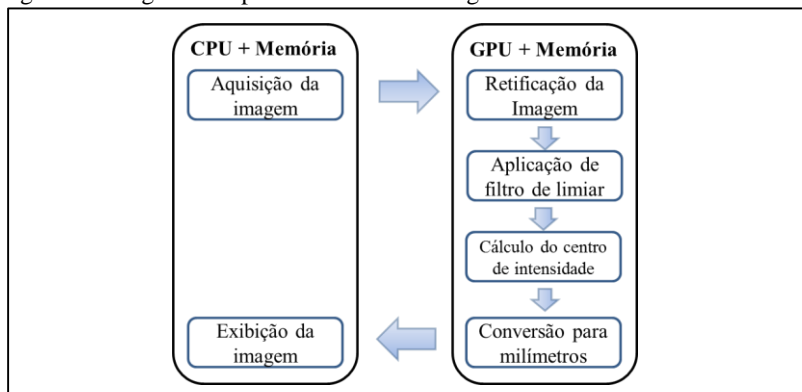 CPU + Memória
GPU + Memória
Aquisição da
imagem
Retificação da
Imagem
Aplicação de
filtro de limiar
Cálculo do centro
de intensidade
Exibição da
imagem
Conversão para
milímetros